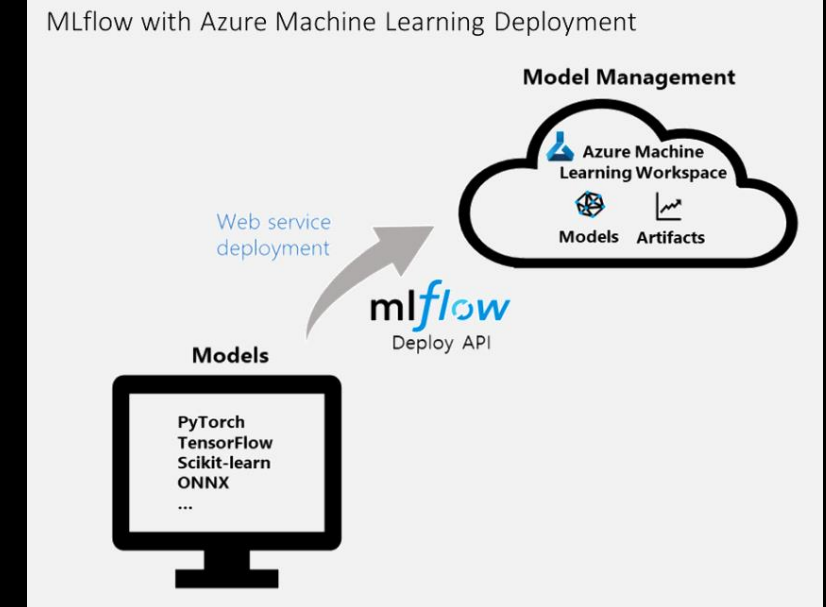 MLflow with Azure Machine Learning Deployment
Model Management
Azure Machine
Learning Workspace
Models Artifacts
Web service
deployment
mlflow
Deploy API
Models
PyTorch
TensorFlow
Scikit-learn
ONNX
...